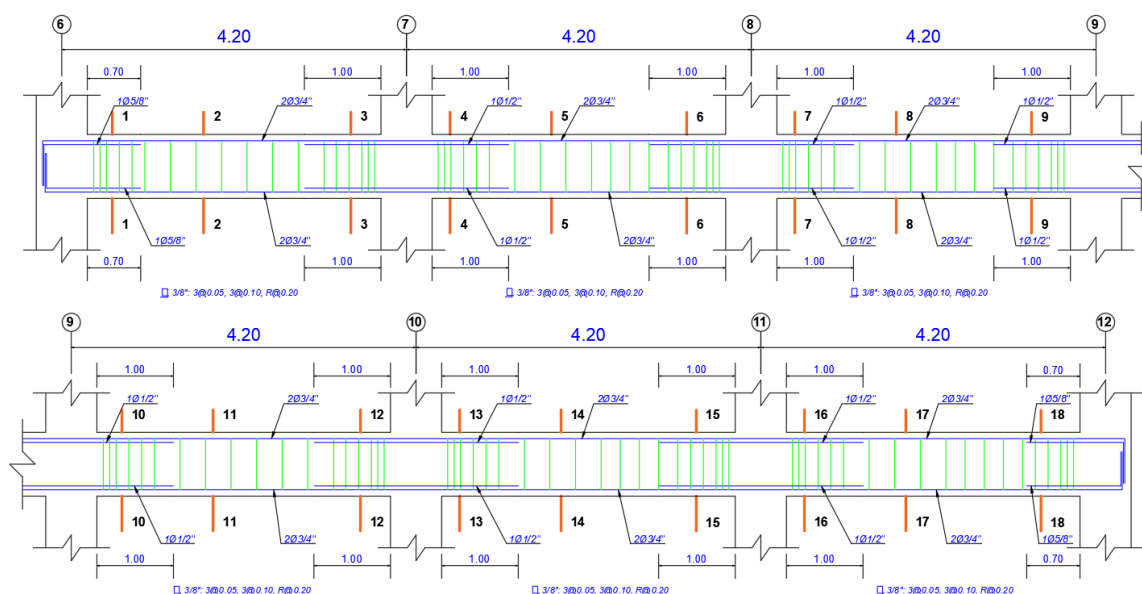 6 7 8 9
4.20 4.20 4.20
0.70 1.00 1.00 1.00 1.00 1.00
1Ø5/8" 2Ø3/4" 1Ø1/2" 2Ø3/4" 1Ø1/2" 2Ø3/4" 1Ø1/2"
1 2 3 4 5 6 7 8 9
1 2 3 4 5 6 7 8 9
1Ø5/8" 2Ø3/4" 1Ø1/2" 2Ø3/4" 1Ø1/2" 2Ø3/4" 1Ø1/2"
0.70 1.00 1.00 1.00 1.00 1.00
3/8": 3@0.05, 3@0.10, R@0.20 3/8": 3@0.05, 3@0.10, R@0.20 3/8": 3@0.05, 3@0.10, R@0.20
9 10 11 12
4.20 4.20 4.20
1.00 1.00 1.00 1.00 1.00 0.70
1Ø1/2" 2Ø3/4" 1Ø1/2" 2Ø3/4" 1Ø1/2" 2Ø3/4" 1Ø5/8"
10 11 12 13 14 15 16 17 18
10 11 12 13 14 15 16 17 18
1Ø1/2" 2Ø3/4" 1Ø1/2" 2Ø3/4" 1Ø1/2" 2Ø3/4" 1Ø5/8"
1.00 1.00 1.00 1.00 1.00 0.70
3/8": 3@0.05, 3@0.10, R@0.20 3/8": 3@0.05, 3@0.10, R@0.20 3/8": 3@0.05, 3@0.10, R@0.20